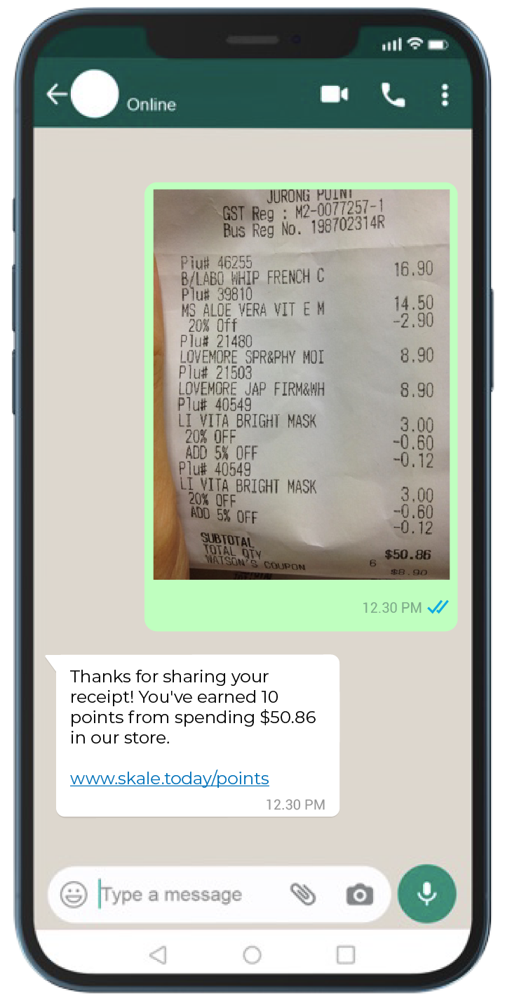 Online
JURONG POINT
GST Reg : M2-0077257-1
Bus Reg No. 198702314R
Plu# 46255
B/LABO WHIP FRENCH C 16.90
Plu# 39810
MS ALOE VERA VIT E M 14.50
20% Off -2.90
Plu# 21480
LOVEMORE SPR&PHY MOI 8.90
Plu# 21503
LOVEMORE JAP FIRM&WH 8.90
Plu# 40549
LI VITA BRIGHT MASK 3.00
20% OFF -0.60
ADD 5% OFF -0.12
Plu# 40549
LI VITA BRIGHT MASK 3.00
20% OFF -0.60
ADD 5% OFF -0.12
SUBTOTAL $50.86
TOTAL QTY 6
WATSON'S COUPON $8.90
12.30 PM
Thanks for sharing your
receipt! You've earned 10
points from spending $50.86
in our store.
www.skale.today/points
12.30 PM
Type a message